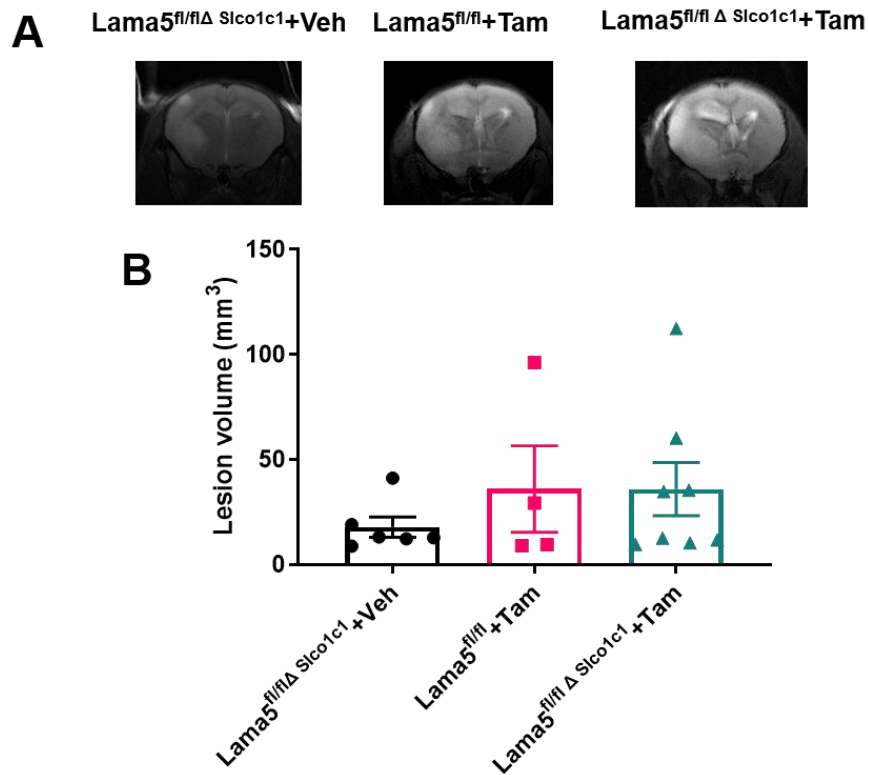 A
Lama5fl/flΔ Slco1c1+Veh
Lama5fl/fl+Tam
Lama5fl/fl Δ Slco1c1+Tam
B
Lesion volume (mm3)
150
100
50
0
Lama5fl/flΔ Slco1c1+Veh
Lama5fl/fl+Tam
Lama5fl/fl Δ Slco1c1+Tam